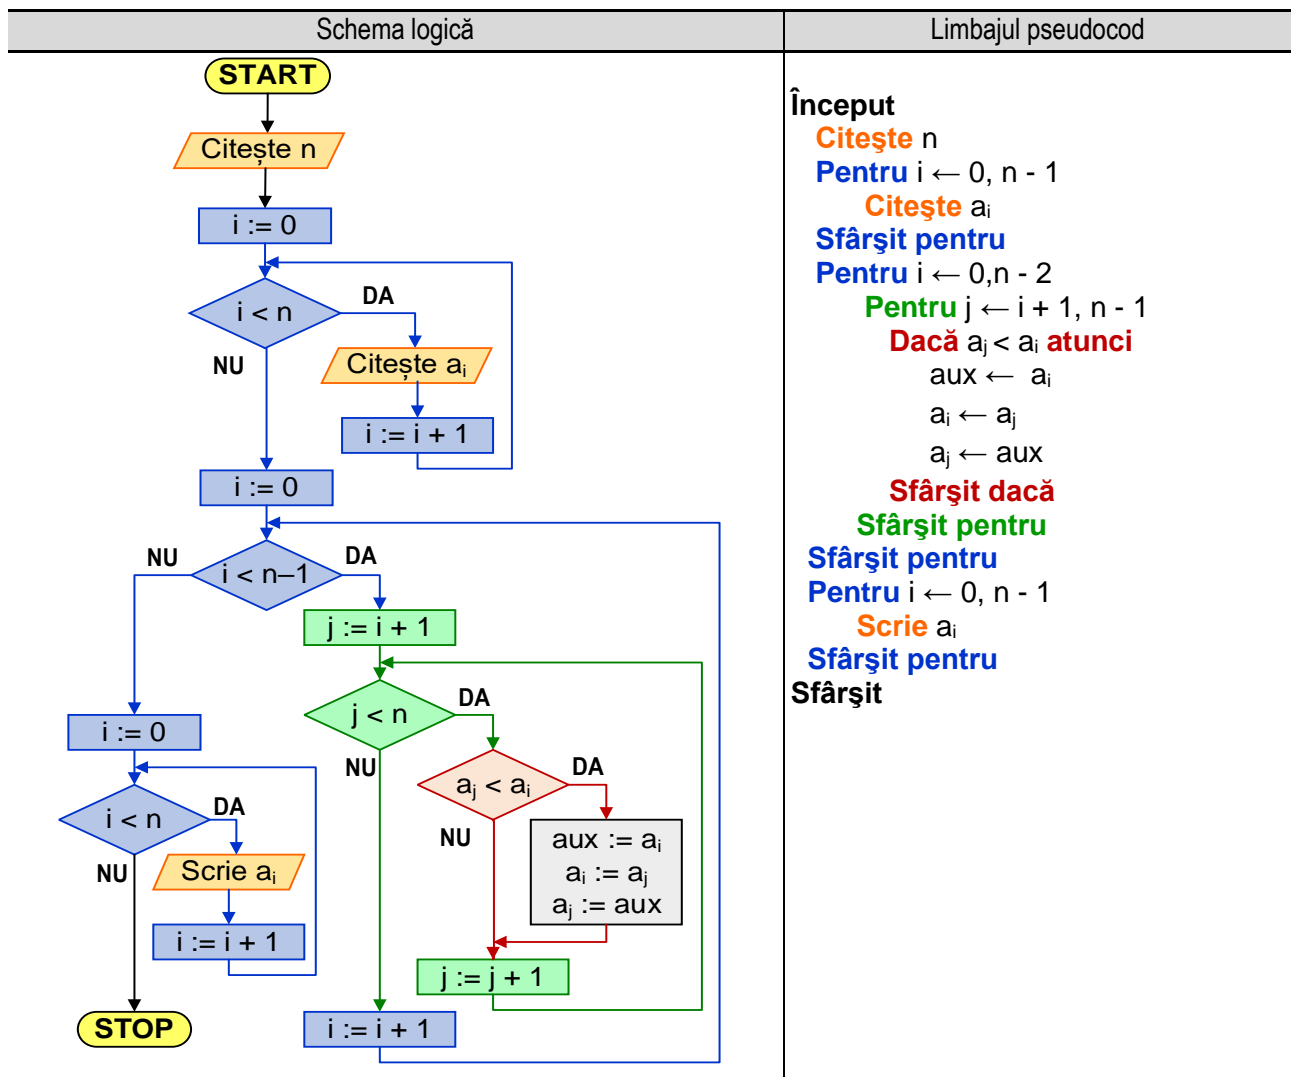 Schema logică
Limbajul pseudocod
START
Citește n
i := 0
i < n
DA
NU
Citește aᵢ
i := i + 1
i := 0
i < n–1
NU
DA
j := i + 1
j < n
DA
NU
aⱼ < aᵢ
DA
NU
aux := aᵢ
aᵢ := aⱼ
aⱼ := aux
j := j + 1
i := i + 1
i := 0
i < n
DA
NU
Scrie aᵢ
i := i + 1
STOP
Început
Citeşte n
Pentru i ← 0, n - 1
Citeşte aᵢ
Sfârşit pentru
Pentru i ← 0,n - 2
Pentru j ← i + 1, n - 1
Dacă aⱼ < aᵢ atunci
aux ← aᵢ
aᵢ ← aⱼ
aⱼ ← aux
Sfârşit dacă
Sfârşit pentru
Sfârşit pentru
Pentru i ← 0, n - 1
Scrie aᵢ
Sfârşit pentru
Sfârşit